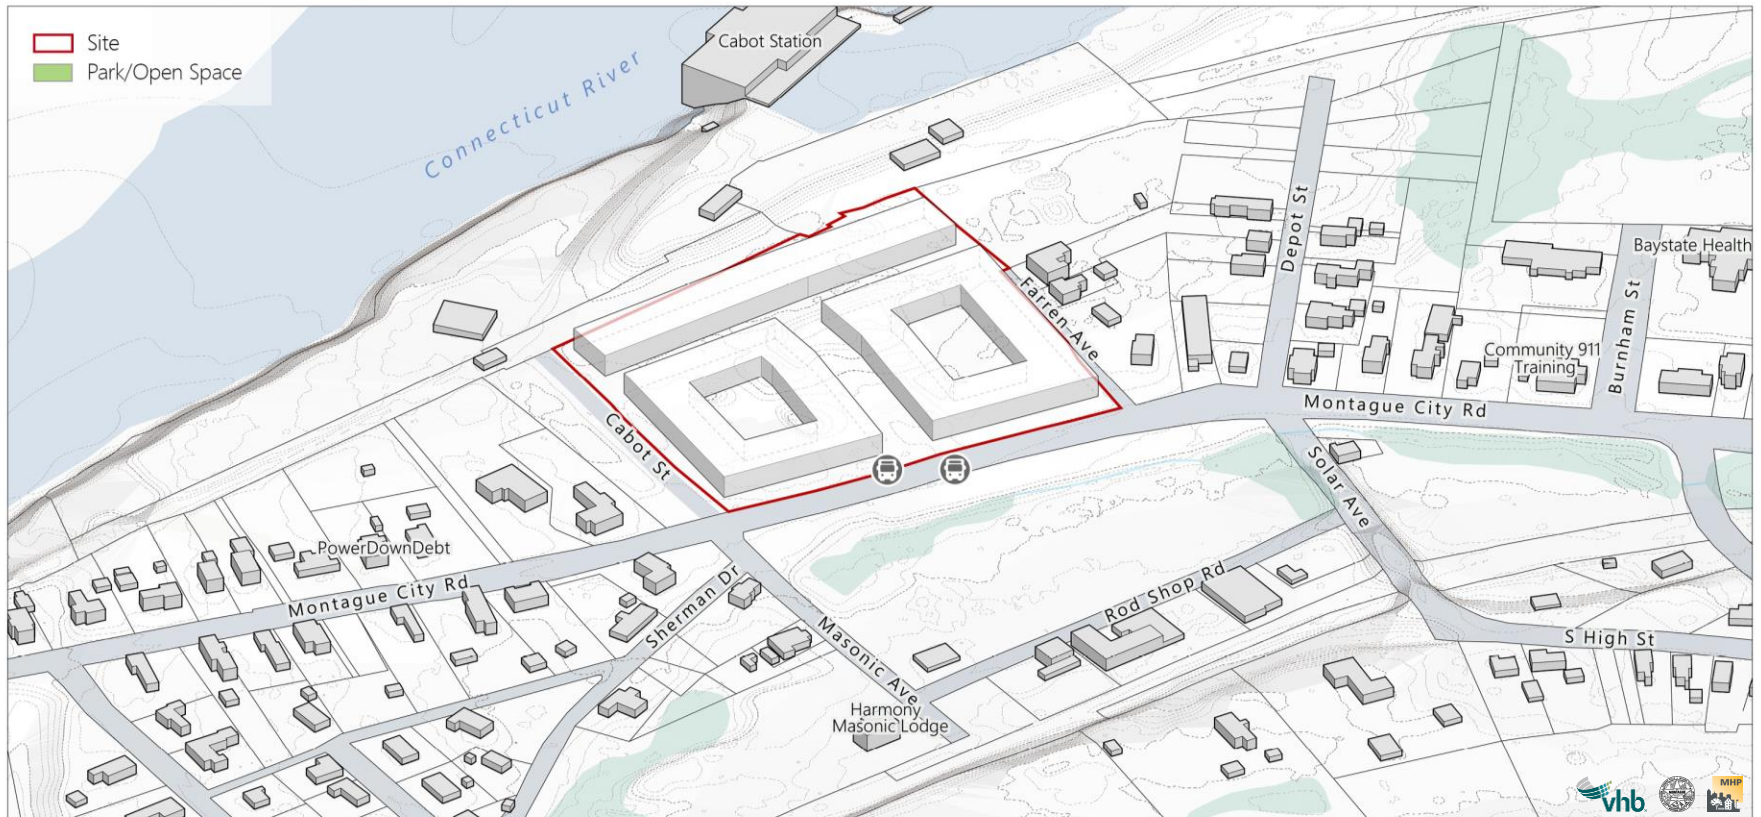 Site
Park/Open Space
Cabot Station
Connecticut River
Depot St
Baystate Health
Farren Ave
Burnham St
Community 911
Training
Montague City Rd
Cabot St
Solar Ave
PowerDownDebt
Montague City Rd
Sherman Dr
Rod Shop Rd
Masonic Ave
S High St
Harmony
Masonic Lodge
vhb
MHP